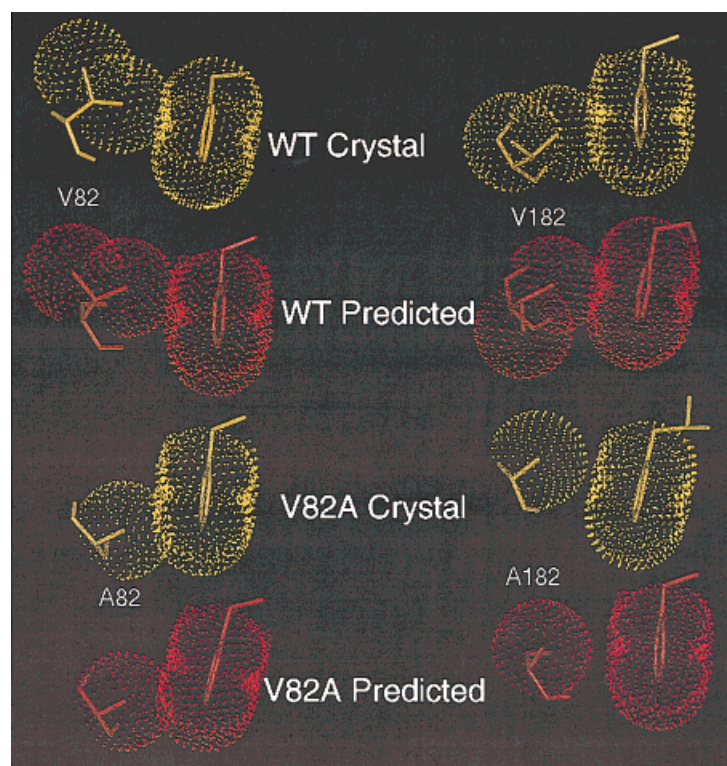 WT Crystal
V82
V182
WT Predicted
V82A Crystal
A82
A182
V82A Predicted